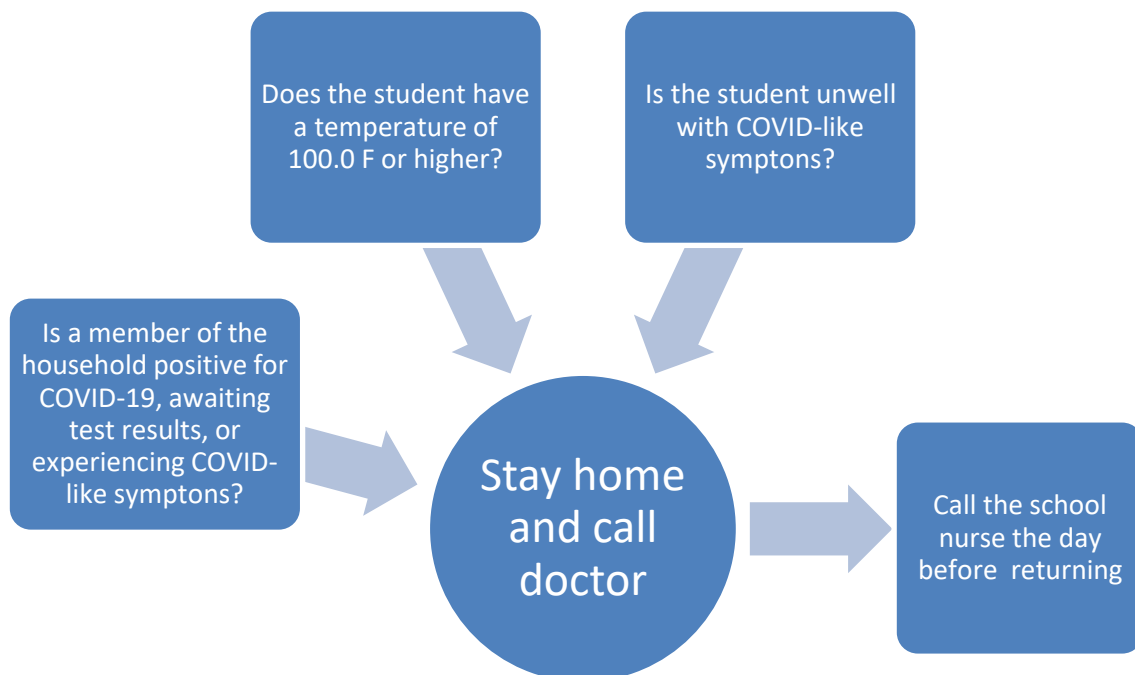 Does the student have
a temperature of
100.0 F or higher?
Is the student unwell
with COVID-like
symptons?
Is a member of the
household positive for
COVID-19, awaiting
test results, or
experiencing COVID-
like symptons?
Stay home
and call
doctor
Call the school
nurse the day
before returning